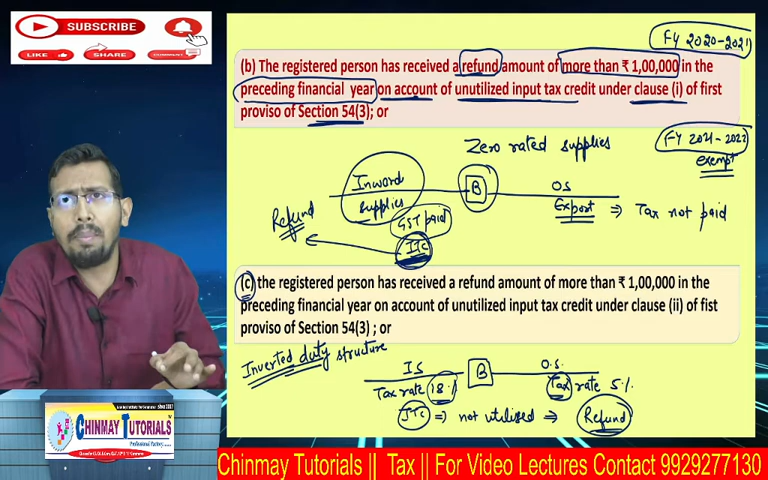 SUBSCRIBE
LIKE
SHARE
FY 2020-2021
(b) The registered person has received a refund amount of more than ₹ 1,00,000 in the
preceding financial year on account of unutilized input tax credit under clause (i) of first
proviso of Section 54(3); or
Zero rated supplies
FY 2021-2022
exempt
Inward
supplies
B
OS
Export ⇒ Tax not paid
Refund
GST paid
ITC
(c) the registered person has received a refund amount of more than ₹ 1,00,000 in the
preceding financial year on account of unutilized input tax credit under clause (ii) of fist
proviso of Section 54(3) ; or
Inverted duty structure
IS
B
O.S.
Tax rate 18%
Tax rate 5%
ITC ⇒ not utilised ⇒ Refund
CHINMAY TUTORIALS
Professional Factory...
Chinmay Tutorials || Tax || For Video Lectures Contact 9929277130